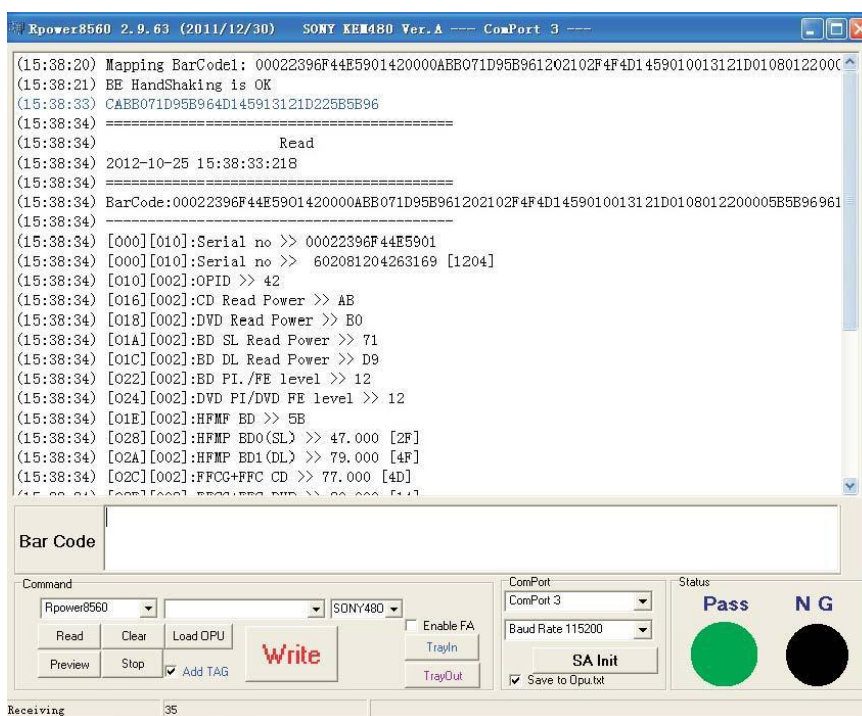 Rpower8560 2.9.63 (2011/12/30) SONY KEM480 Ver.A --- ComPort 3 ---
(15:38:20) Mapping BarCode1: 00022396F44E5901420000ABB071D95B961202102F4F4D1459010013121D01080122000
(15:38:21) BE HandShaking is OK
(15:38:33) CABB071D95B964D145913121D225B5B96
(15:38:34) ==========================================
(15:38:34) Read
(15:38:34) 2012-10-25 15:38:33:218
(15:38:34) ==========================================
(15:38:34) BarCode:00022396F44E5901420000ABB071D95B961202102F4F4D1459010013121D0108012200005B5B96961
(15:38:34) ------------------------------------------
(15:38:34) [000][010]:Serial no >> 00022396F44E5901
(15:38:34) [000][010]:Serial no >> 602081204263169 [1204]
(15:38:34) [010][002]:OPID >> 42
(15:38:34) [016][002]:CD Read Power >> AB
(15:38:34) [018][002]:DVD Read Power >> B0
(15:38:34) [01A][002]:BD SL Read Power >> 71
(15:38:34) [01C][002]:BD DL Read Power >> D9
(15:38:34) [022][002]:BD PI./FE level >> 12
(15:38:34) [024][002]:DVD PI/DVD FE level >> 12
(15:38:34) [01E][002]:HFMF BD >> 5B
(15:38:34) [028][002]:HFMP BD0(SL) >> 47.000 [2F]
(15:38:34) [02A][002]:HFMP BD1(DL) >> 79.000 [4F]
(15:38:34) [02C][002]:FFCG+FFC CD >> 77.000 [4D]
Bar Code
Command
Rpower8560 SONY480
Enable FA
Read Clear Load OPU
Write
TrayIn
Preview Stop Add TAG
TrayOut
ComPort
ComPort 3
Baud Rate 115200
SA Init
Save to Opu.txt
Status
Pass N G
Receiving 35